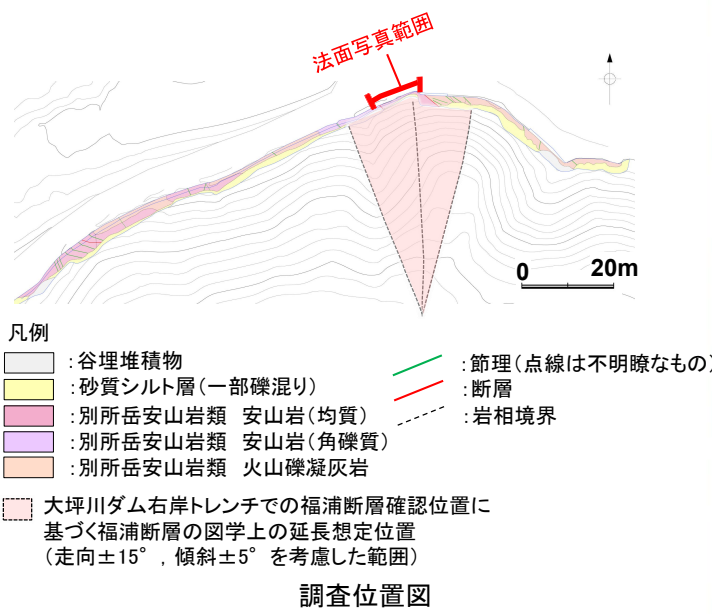 法面写真範囲
0 20m
凡例
:谷埋堆積物
:砂質シルト層(一部礫混り)
:別所岳安山岩類 安山岩(均質)
:別所岳安山岩類 安山岩(角礫質)
:別所岳安山岩類 火山礫凝灰岩
:節理(点線は不明瞭なもの)
:断層
:岩相境界
大坪川ダム右岸トレンチでの福浦断層確認位置に
基づく福浦断層の図学上の延長想定位置
(走向±15°,傾斜±5°を考慮した範囲)
調査位置図